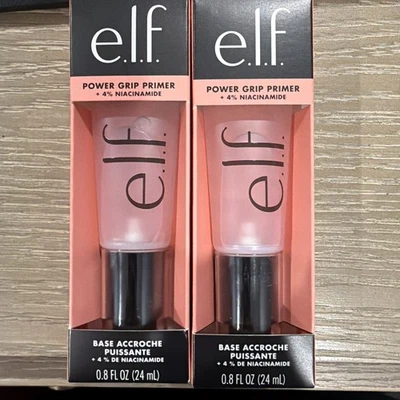 e.l.f.
POWER GRIP PRIMER
+ 4% NIACINAMIDE
e.l.f.
BASE ACCROCHE
PUISSANTE
+ 4 % DE NIACINAMIDE
0.8 FL OZ (24 mL)
e.l.f.
POWER GRIP PRIMER
+ 4% NIACINAMIDE
e.l.f.
BASE ACCROCHE
PUISSANTE
+ 4 % DE NIACINAMIDE
0.8 FL OZ (24 mL)